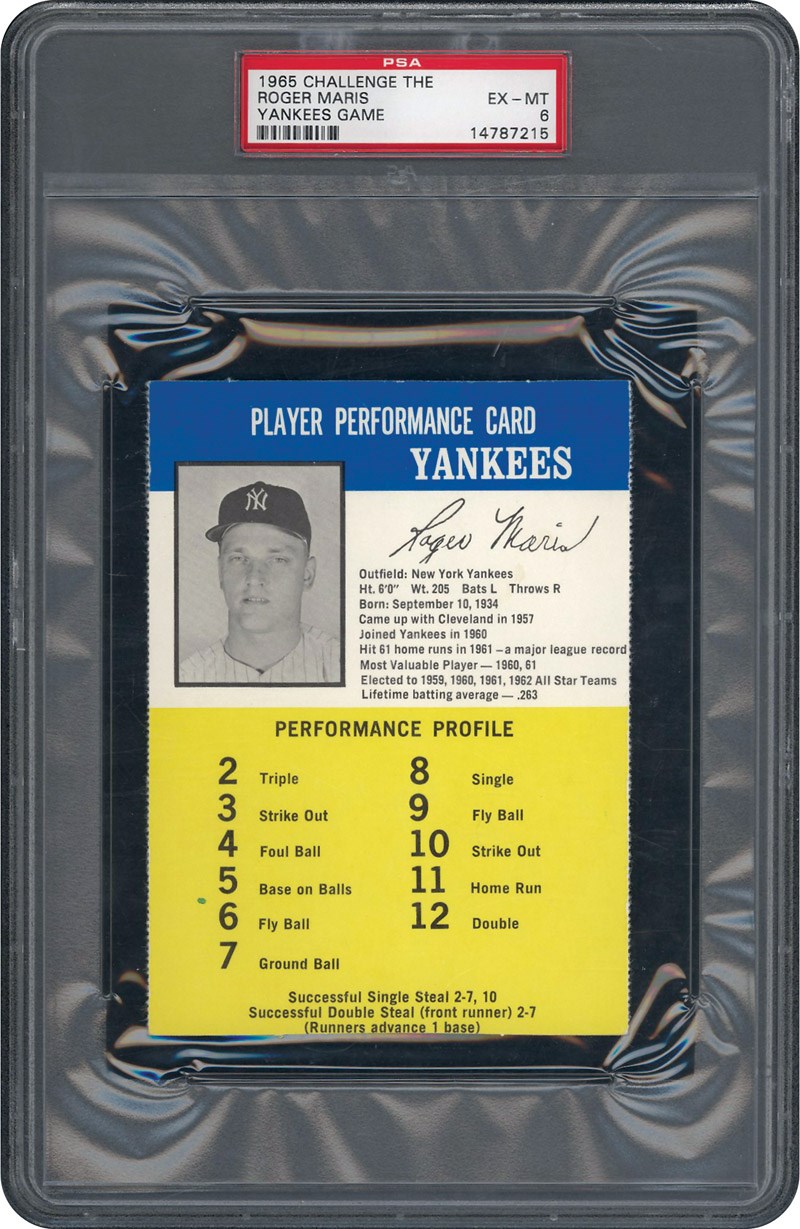 PSA
1965 CHALLENGE THE
ROGER MARIS EX - MT
YANKEES GAME 6
14787215
PLAYER PERFORMANCE CARD
YANKEES
NY
Roger Maris
Outfield: New York Yankees
Ht. 6'0" Wt. 205 Bats L Throws R
Born: September 10, 1934
Came up with Cleveland in 1957
Joined Yankees in 1960
Hit 61 home runs in 1961 – a major league record
Most Valuable Player — 1960, 61
Elected to 1959, 1960, 1961, 1962 All Star Teams
Lifetime batting average — .263
PERFORMANCE PROFILE
2 Triple
3 Strike Out
4 Foul Ball
5 Base on Balls
6 Fly Ball
7 Ground Ball
8 Single
9 Fly Ball
10 Strike Out
11 Home Run
12 Double
Successful Single Steal 2-7, 10
Successful Double Steal (front runner) 2-7
(Runners advance 1 base)